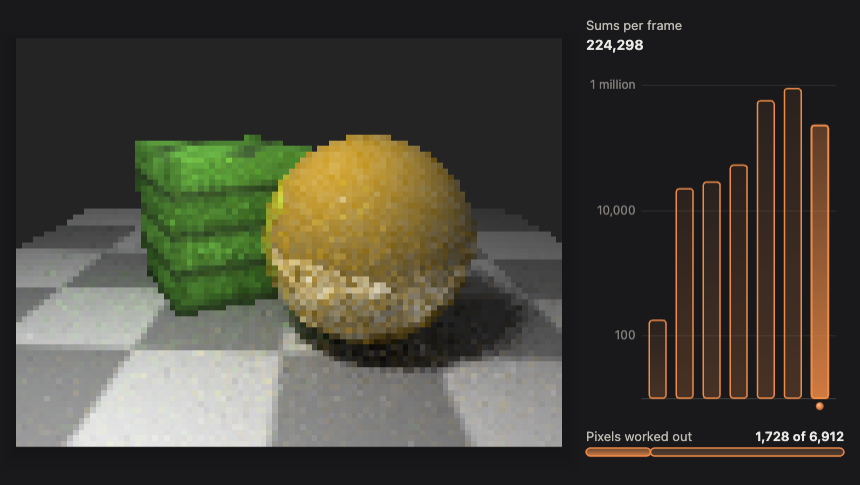 Sums per frame
224,298
1 million
10,000
100
Pixels worked out 1,728 of 6,912